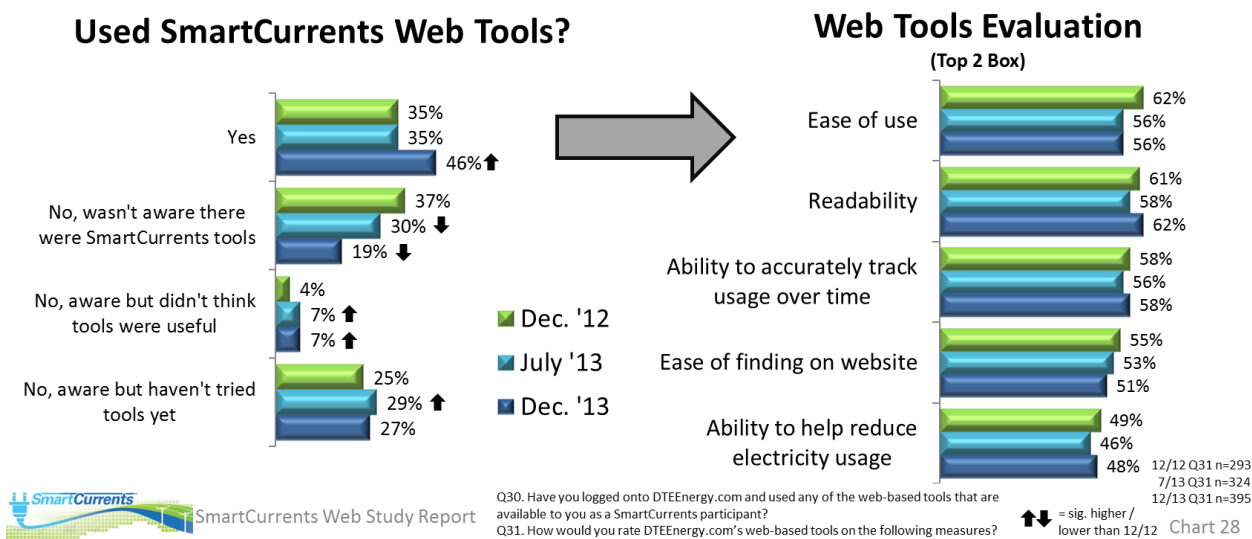 Used SmartCurrents Web Tools?
Yes
35%
35%
46%
No, wasn't aware there
were SmartCurrents tools
37%
30%
19%
No, aware but didn't think
tools were useful
4%
7%
7%
No, aware but haven't tried
tools yet
25%
29%
27%
Dec. '12
July '13
Dec. '13
Web Tools Evaluation
(Top 2 Box)
Ease of use
62%
56%
56%
Readability
61%
58%
62%
Ability to accurately track
usage over time
58%
56%
58%
Ease of finding on website
55%
53%
51%
Ability to help reduce
electricity usage
49%
46%
48%
12/12 Q31 n=293
7/13 Q31 n=324
12/13 Q31 n=395
SmartCurrents
SmartCurrents Web Study Report
Q30. Have you logged onto DTEEnergy.com and used any of the web-based tools that are
available to you as a SmartCurrents participant?
Q31. How would you rate DTEEnergy.com's web-based tools on the following measures?
= sig. higher /
lower than 12/12
Chart 28